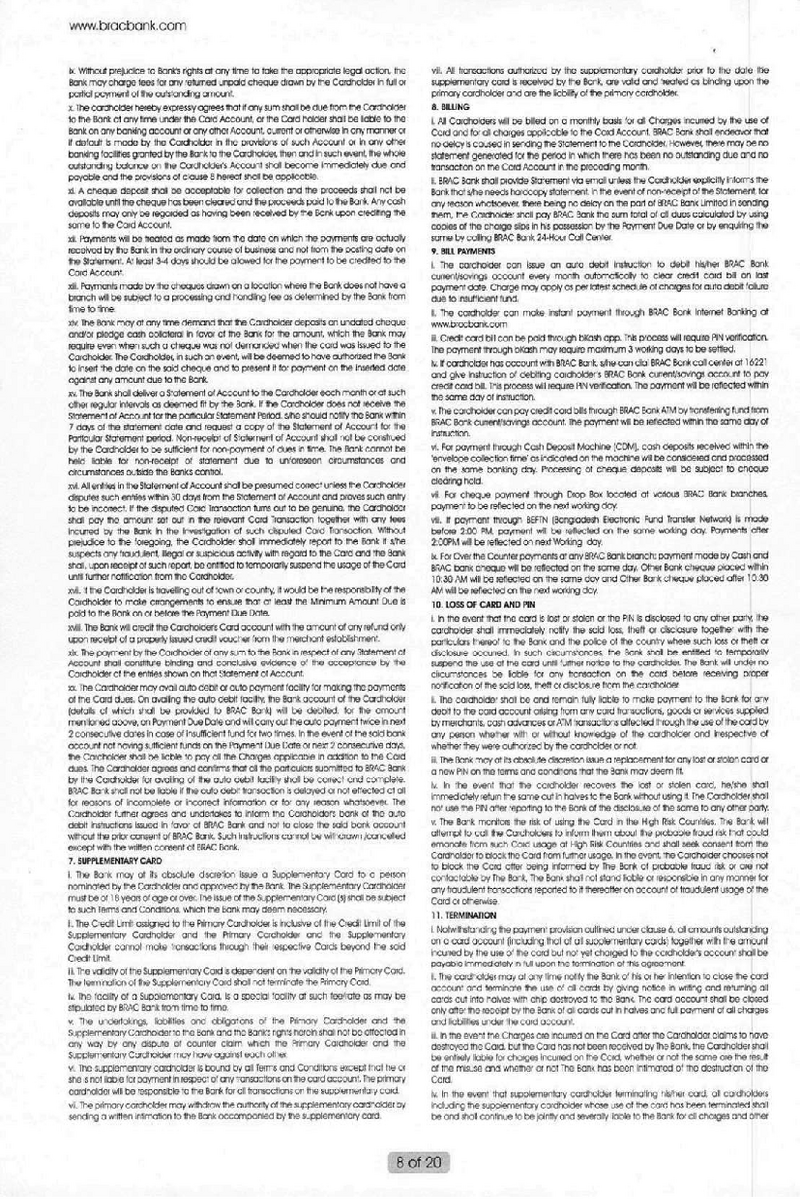 www.bracbank.com
ix. Without prejudice to Bank's rights at any time to take the appropriate legal action, the
Bank may charge fees for any returned unpaid cheque drawn by the Cardholder in full or
partial payment of the outstanding amount.
x. The cardholder hereby expressly agrees that if any sum shall be due from the Cardholder
to the Bank at any time under the Card Account, or the Card holder shall be liable to the
Bank on any banking account or any other Account, current or otherwise in any manner or
if default is made by the Cardholder in the provisions of such Account or in any other
banking facilities granted by the Bank to the Cardholder, then and in such event, the whole
outstanding balance on the Cardholder's Account shall become immediately due and
payable and the provisions of clause 8 hereof shall be applicable.
xi. A cheque deposit shall be acceptable for collection and the proceeds shall not be
available until the cheque has been cleared and the proceeds paid to the Bank. Any cash
deposits may only be regarded as having been received by the Bank upon crediting the
same to the Card Account.
xii. Payments will be treated as made from the date on which the payments are actually
received by the Bank in the ordinary course of business and not from the posting date on
the Statement. At least 3-4 days should be allowed for the payment to be credited to the
Card Account.
xiii. Payments made by the cheques drawn on a location where the Bank does not have a
branch will be subject to a processing and handling fee as determined by the Bank from
time to time.
xiv. The Bank may at any time demand that the Cardholder deposits an undated cheque
and/or pledge cash collateral in favor of the Bank for the amount, which the Bank may
require even when such a cheque was not demanded when the card was issued to the
Cardholder. The Cardholder, in such an event, will be deemed to have authorized the Bank
to insert the date on the said cheque and to present it for payment on the inserted date
against any amount due to the Bank.
xv. The Bank shall deliver a Statement of Account to the Cardholder each month or at such
other regular intervals as deemed fit by the Bank. If the Cardholder does not receive the
Statement of Account for the particular Statement Period, s/he should notify the Bank within
7 days of the statement date and request a copy of the Statement of Account for the
Particular Statement period. Non-receipt of Statement of Account shall not be construed
by the Cardholder to be sufficient for non-payment of dues in time. The Bank cannot be
held liable for non-receipt of statement due to unforeseen circumstances and
circumstances outside the Banks control.
xvi. All entries in the Statement of Account shall be presumed correct unless the Cardholder
disputes such entries within 30 days from the Statement of Account and proves such entry
to be incorrect. If the disputed Card Transaction turns out to be genuine, the Cardholder
shall pay the amount set out in the relevant Card Transaction together with any fees
incurred by the Bank in the investigation of such disputed Card Transaction. Without
prejudice to the foregoing, the Cardholder shall immediately report to the Bank if s/he
suspects any fraudulent, illegal or suspicious activity with regard to the Card and the Bank
shall, upon receipt of such report, be entitled to temporarily suspend the usage of the Card
until further notification from the Cardholder.
xvii. If the Cardholder is travelling out of town or county, it would be the responsibility of the
Cardholder to make arrangements to ensure that at least the Minimum Amount Due is
paid to the Bank on or before the Payment Due Date.
xviii. The Bank will credit the Cardholder's Card account with the amount of any refund only
upon receipt of a properly issued credit voucher from the merchant establishment.
xix. The payment by the Cardholder of any sum to the Bank in respect of any Statement of
Account shall constitute binding and conclusive evidence of the acceptance by the
Cardholder of the entries shown on that Statement of Account.
xx. The Cardholder may avail auto debit or auto payment facility for making the payments
of the Card dues. On availing the auto debit facility, the Bank account of the Cardholder
(details of which shall be provided to BRAC Bank) will be debited, for the amount
mentioned above, on Payment Due Date and will carry out the auto payment twice in next
2 consecutive dates in case of insufficient fund for two times. In the event of the said bank
account not having sufficient funds on the Payment Due Date or next 2 consecutive days,
the Cardholder shall be liable to pay all the Charges applicable in addition to the Card
dues. The Cardholder agrees and confirms that all the particulars submitted to BRAC Bank
by the Cardholder for availing of the auto debit facility shall be correct and complete.
BRAC Bank shall not be liable if the auto debit transaction is delayed or not effected at all
for reasons of incomplete or incorrect information or for any reason whatsoever. The
Cardholder further agrees and undertakes to inform the Cardholder's bank of the auto
debit instructions issued in favor of BRAC Bank and not to close the said bank account
without the prior consent of BRAC Bank. Such instructions cannot be withdrawn /cancelled
except with the written consent of BRAC Bank.
7. SUPPLEMENTARY CARD
i. The Bank may at its absolute discretion issue a Supplementary Card to a person
nominated by the Cardholder and approved by the Bank. The Supplementary Cardholder
must be of 18 years of age or over. The issue of the Supplementary Card (s) shall be subject
to such Terms and Conditions, which the Bank may deem necessary.
ii. The Credit Limit assigned to the Primary Cardholder is inclusive of the Credit Limit of the
Supplementary Cardholder and the Primary Cardholder and the Supplementary
Cardholder cannot make transactions through their respective Cards beyond the said
Credit Limit.
iii. The validity of the Supplementary Card is dependent on the validity of the Primary Card.
The termination of the Supplementary Card shall not terminate the Primary Card.
iv. The facility of a Supplementary Card, is a special facility at such fee/rate as may be
stipulated by BRAC Bank from time to time.
v. The undertakings, liabilities and obligations of the Primary Cardholder and the
Supplementary Cardholder to the Bank and the Bank's rights herein shall not be affected in
any way by any dispute of counter claim which the Primary Cardholder and the
Supplementary Cardholder may have against each other.
vi. The supplementary cardholder is bound by all Terms and Conditions except that he or
she is not liable for payment in respect of any transactions on the card account. The primary
cardholder will be responsible to the Bank for all transactions on the supplementary card.
vii. The primary cardholder may withdraw the authority of the supplementary cardholder by
sending a written intimation to the Bank accompanied by the supplementary card.
viii. All transactions authorized by the supplementary cardholder prior to the date the
supplementary card is received by the Bank, are valid and treated as binding upon the
primary cardholder and are the liability of the primary cardholder.
8. BILLING
i. All Cardholders will be billed on a monthly basis for all Charges incurred by the use of
Card and for all charges applicable to the Card Account. BRAC Bank shall endeavor that
no delay is caused in sending the Statement to the Cardholder. However, there may be no
statement generated for the period in which there has been no outstanding due and no
transaction on the Card Account in the preceding month.
ii. BRAC Bank shall provide Statement via email unless the Cardholder explicitly informs the
Bank that s/he needs hardcopy statement. In the event of non-receipt of the Statement, for
any reason whatsoever, there being no delay on the part of BRAC Bank Limited in sending
them, the Cardholder shall pay BRAC Bank the sum total of all dues calculated by using
copies of the charge slips in his possession by the Payment Due Date or by enquiring the
same by calling BRAC Bank 24-Hour Call Center.
9. BILL PAYMENTS
i. The cardholder can issue an auto debit instruction to debit his/her BRAC Bank
current/savings account every month automatically to clear credit card bill on last
payment date. Charge may apply as per latest schedule of charges for auto debit failure
due to insufficient fund.
ii. The cardholder can make instant payment through BRAC Bank Internet Banking at
www.bracbank.com
iii. Credit card bill can be paid through bKash app. This process will require PIN verification.
The payment through bKash may require maximum 3 working days to be settled.
iv. If cardholder has account with BRAC Bank, s/he can dial BRAC Bank call center at 16221
and give instruction of debiting cardholder's BRAC Bank current/savings account to pay
credit card bill. This process will require PIN verification. The payment will be reflected within
the same day of instruction.
v. The cardholder can pay credit card bills through BRAC Bank ATM by transferring fund from
BRAC Bank current/savings account. The payment will be reflected within the same day of
instruction.
vi. For payment through Cash Deposit Machine (CDM), cash deposits received within the
'envelope collection time' as indicated on the machine will be considered and processed
on the same banking day. Processing of cheque deposits will be subject to cheque
clearing hold.
vii. For cheque payment through Drop Box located at various BRAC Bank branches,
payment to be reflected on the next working day.
viii. If payment through BEFTN (Bangladesh Electronic Fund Transfer Network) is made
before 2:00 PM, payment will be reflected on the same working day. Payments after
2:00PM will be reflected on next Working day.
ix. For Over the Counter payments at any BRAC Bank branch: payment made by Cash and
BRAC bank cheque will be reflected on the same day. Other Bank cheque placed within
10:30 AM will be reflected on the same day and Other Bank cheque placed after 10:30
AM will be reflected on the next working day.
10. LOSS OF CARD AND PIN
i. In the event that the card is lost or stolen or the PIN is disclosed to any other party, the
cardholder shall immediately notify the said loss, theft or disclosure together with the
particulars thereof to the Bank and the police of the country where such loss or theft or
disclosure occurred. In such circumstances, the Bank shall be entitled to temporarily
suspend the use of the card until further notice to the cardholder. The Bank will under no
circumstances be liable for any transaction on the card before receiving proper
notification of the said loss, theft or disclosure from the cardholder.
ii. The cardholder shall be and remain fully liable to make payment to the Bank for any
debt to the card account arising from any card transactions, goods or services supplied
by merchants, cash advances or ATM transactions affected through the use of the card by
any person whether with or without knowledge of the cardholder and irrespective of
whether they were authorized by the cardholder or not.
iii. The Bank may at its absolute discretion issue a replacement for any lost or stolen card or
a new PIN on the terms and conditions that the Bank may deem fit.
iv. In the event that the cardholder recovers the lost or stolen card, he/she shall
immediately return the same cut in halves to the Bank without using it. The Cardholder shall
not use the PIN after reporting to the Bank of the disclosure of the same to any other party.
v. The Bank monitors the risk of using the Card in the High Risk Countries. The Bank will
attempt to call the Cardholders to inform them about the probable fraud risk that could
emanate from such Card usage at High Risk Countries and shall seek consent from the
Cardholder to block the Card from further usage. In the event, the Cardholder chooses not
to block the Card after being informed by The Bank of probable fraud risk or are not
contactable by The Bank, The Bank shall not stand liable or responsible in any manner for
any fraudulent transactions reported to it thereafter on account of fraudulent usage of the
Card or otherwise.
11. TERMINATION
i. Notwithstanding the payment provision outlined under clause 6, all amounts outstanding
on a card account (including that of all supplementary cards) together with the amount
incurred by the use of the card but not yet charged to the cardholder's account shall be
payable immediately in full upon the termination of this agreement.
ii. The cardholder may at any time notify the Bank of his or her intention to close the card
account and terminate the use of all cards by giving notice in writing and returning all
cards cut into halves with chip destroyed to the Bank. The card account shall be closed
only after the receipt by the Bank of all cards cut in halves and full payment of all charges
and liabilities under the card account.
iii. In the event the Charges are incurred on the Card after the Cardholder claims to have
destroyed the Card, but the Card has not been received by The Bank, the Cardholder shall
be entirely liable for charges incurred on the Card, whether or not the same are the result
of the misuse and whether or not The Bank has been intimated of the destruction of the
Card.
iv. In the event that supplementary cardholder terminating his/her card, all cardholders
including the supplementary cardholder whose use of the card has been terminated shall
be and shall continue to be jointly and severally liable to the Bank for all charges and other
8 of 20